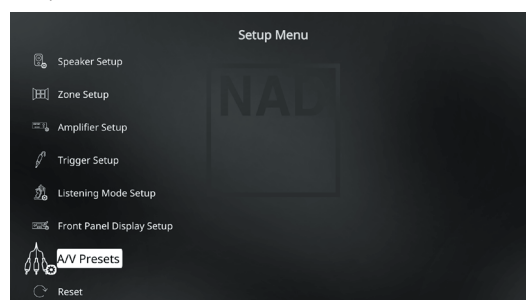 Setup Menu
NAD
Speaker Setup
Zone Setup
Amplifier Setup
Trigger Setup
Listening Mode Setup
Front Panel Display Setup
A/V Presets
Reset